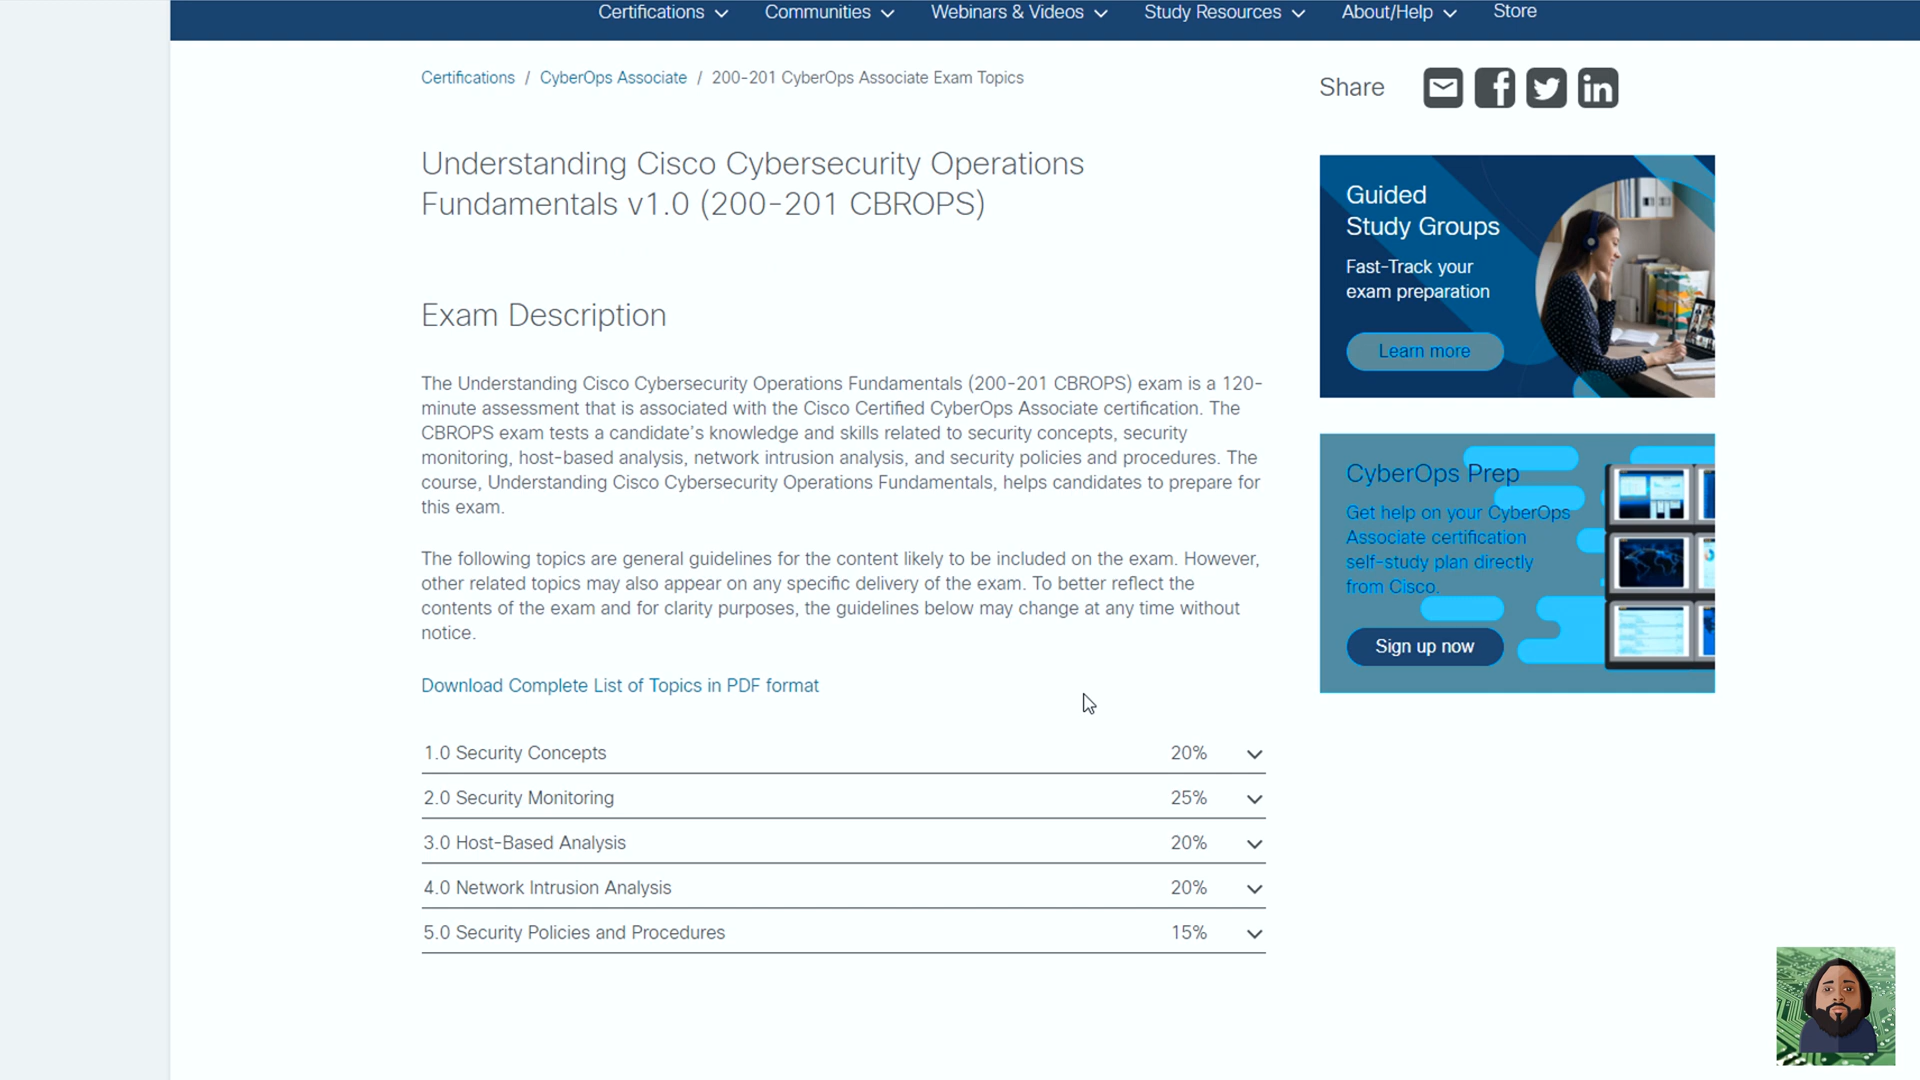 Certifications Communities Webinars & Videos Study Resources About/Help Store
Certifications / CyberOps Associate / 200-201 CyberOps Associate Exam Topics
Share
Understanding Cisco Cybersecurity Operations
Fundamentals v1.0 (200-201 CBROPS)
Exam Description
The Understanding Cisco Cybersecurity Operations Fundamentals (200-201 CBROPS) exam is a 120-
minute assessment that is associated with the Cisco Certified CyberOps Associate certification. The
CBROPS exam tests a candidate's knowledge and skills related to security concepts, security
monitoring, host-based analysis, network intrusion analysis, and security policies and procedures. The
course, Understanding Cisco Cybersecurity Operations Fundamentals, helps candidates to prepare for
this exam.
The following topics are general guidelines for the content likely to be included on the exam. However,
other related topics may also appear on any specific delivery of the exam. To better reflect the
contents of the exam and for clarity purposes, the guidelines below may change at any time without
notice.
Download Complete List of Topics in PDF format
1.0 Security Concepts 20%
2.0 Security Monitoring 25%
3.0 Host-Based Analysis 20%
4.0 Network Intrusion Analysis 20%
5.0 Security Policies and Procedures 15%
Guided
Study Groups
Fast-Track your
exam preparation
Learn more
CyberOps Prep
Get help on your CyberOps
Associate certification
self-study plan directly
from Cisco.
Sign up now